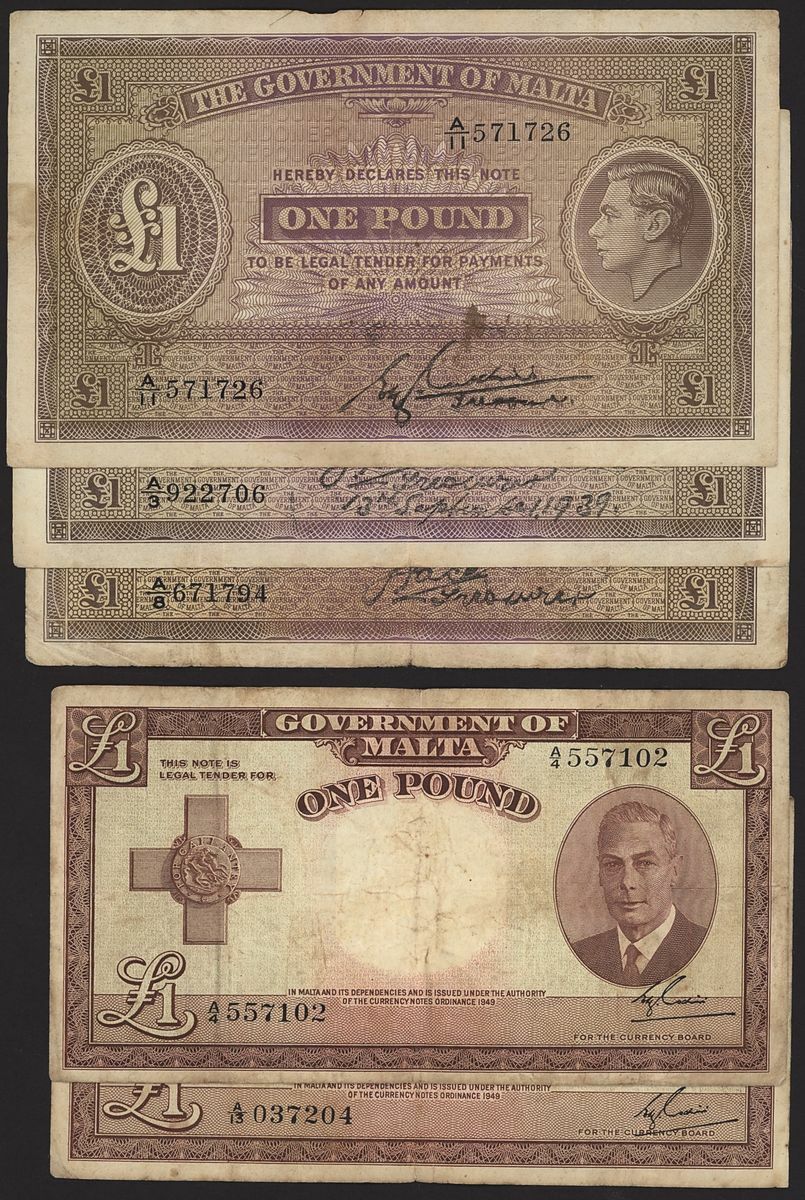 £1 £1
THE GOVERNMENT OF MALTA
A/11 571726
HEREBY DECLARES THIS NOTE
£1 ONE POUND
TO BE LEGAL TENDER FOR PAYMENTS
OF ANY AMOUNT
A/11 571726
Treasurer.
£1 £1
£1 A/3 922706 £1
Treasurer
13th September, 1939.
£1 A/8 671794 £1
Treasurer
£1 GOVERNMENT OF £1
MALTA
A/4 557102
THIS NOTE IS
LEGAL TENDER FOR
ONE POUND
FOR GALLANTRY
£1
IN MALTA AND ITS DEPENDENCIES AND IS ISSUED UNDER THE AUTHORITY
OF THE CURRENCY NOTES ORDINANCE 1949
A/4 557102
FOR THE CURRENCY BOARD
£1
IN MALTA AND ITS DEPENDENCIES AND IS ISSUED UNDER THE AUTHORITY
OF THE CURRENCY NOTES ORDINANCE 1949
A/13 037204
FOR THE CURRENCY BOARD